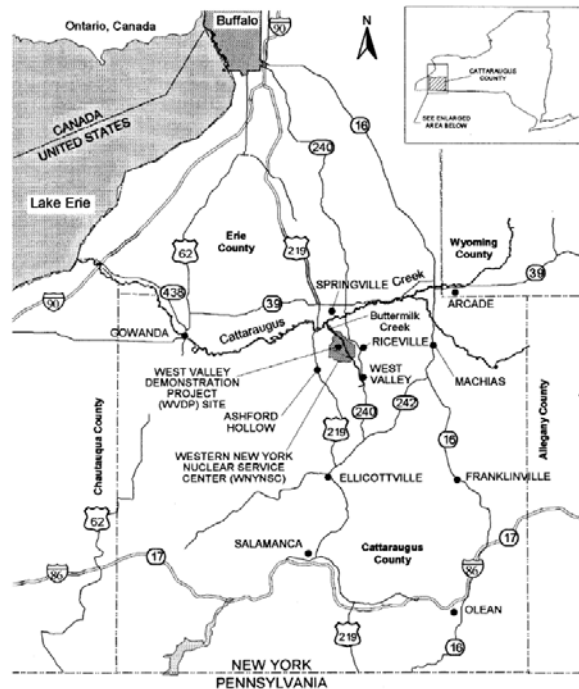 Ontario, Canada
Buffalo
90
N
CATTARAUGUS
COUNTY
SEE ENLARGED
AREA BELOW
16
240
CANADA
UNITED STATES
Lake Erie
62
Erie
County
219
Wyoming
County
39
SPRINGVILLE
Creek
ARCADE
90
438
39
Cattaraugus
Buttermilk
Creek
GOWANDA
RICEVILLE
WEST VALLEY
DEMONSTRATION
PROJECT
(WVDP) SITE
WEST
VALLEY
MACHIAS
ASHFORD
HOLLOW
240
242
219
16
WESTERN NEW YORK
NUCLEAR SERVICE
CENTER (WNYNSC)
Chautauqua County
Allegany County
ELLICOTTVILLE
FRANKLINVILLE
62
17
SALAMANCA
Cattaraugus
County
17
86
86
OLEAN
219
16
NEW YORK
PENNSYLVANIA